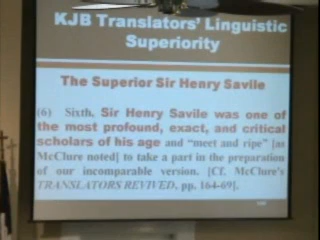 KJB Translators' Linguistic
Superiority
The Superior Sir Henry Savile
(6) Sixth, Sir Henry Savile was one of
the most profound, exact, and critical
scholars of his age and "meet and ripe" [as
McClure noted] to take a part in the preparation
of our incomparable version. [Cf. McClure's
TRANSLATORS REVIVED, pp. 164-69].